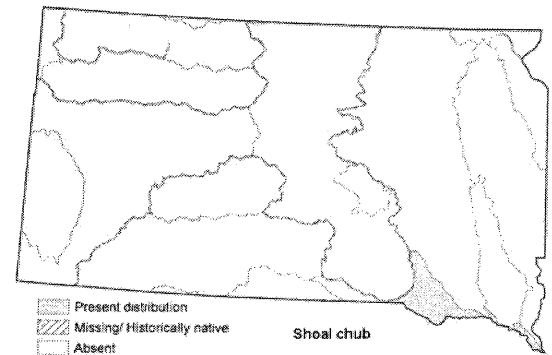 Present distribution
Missing/ Historically native
Absent
Shoal chub